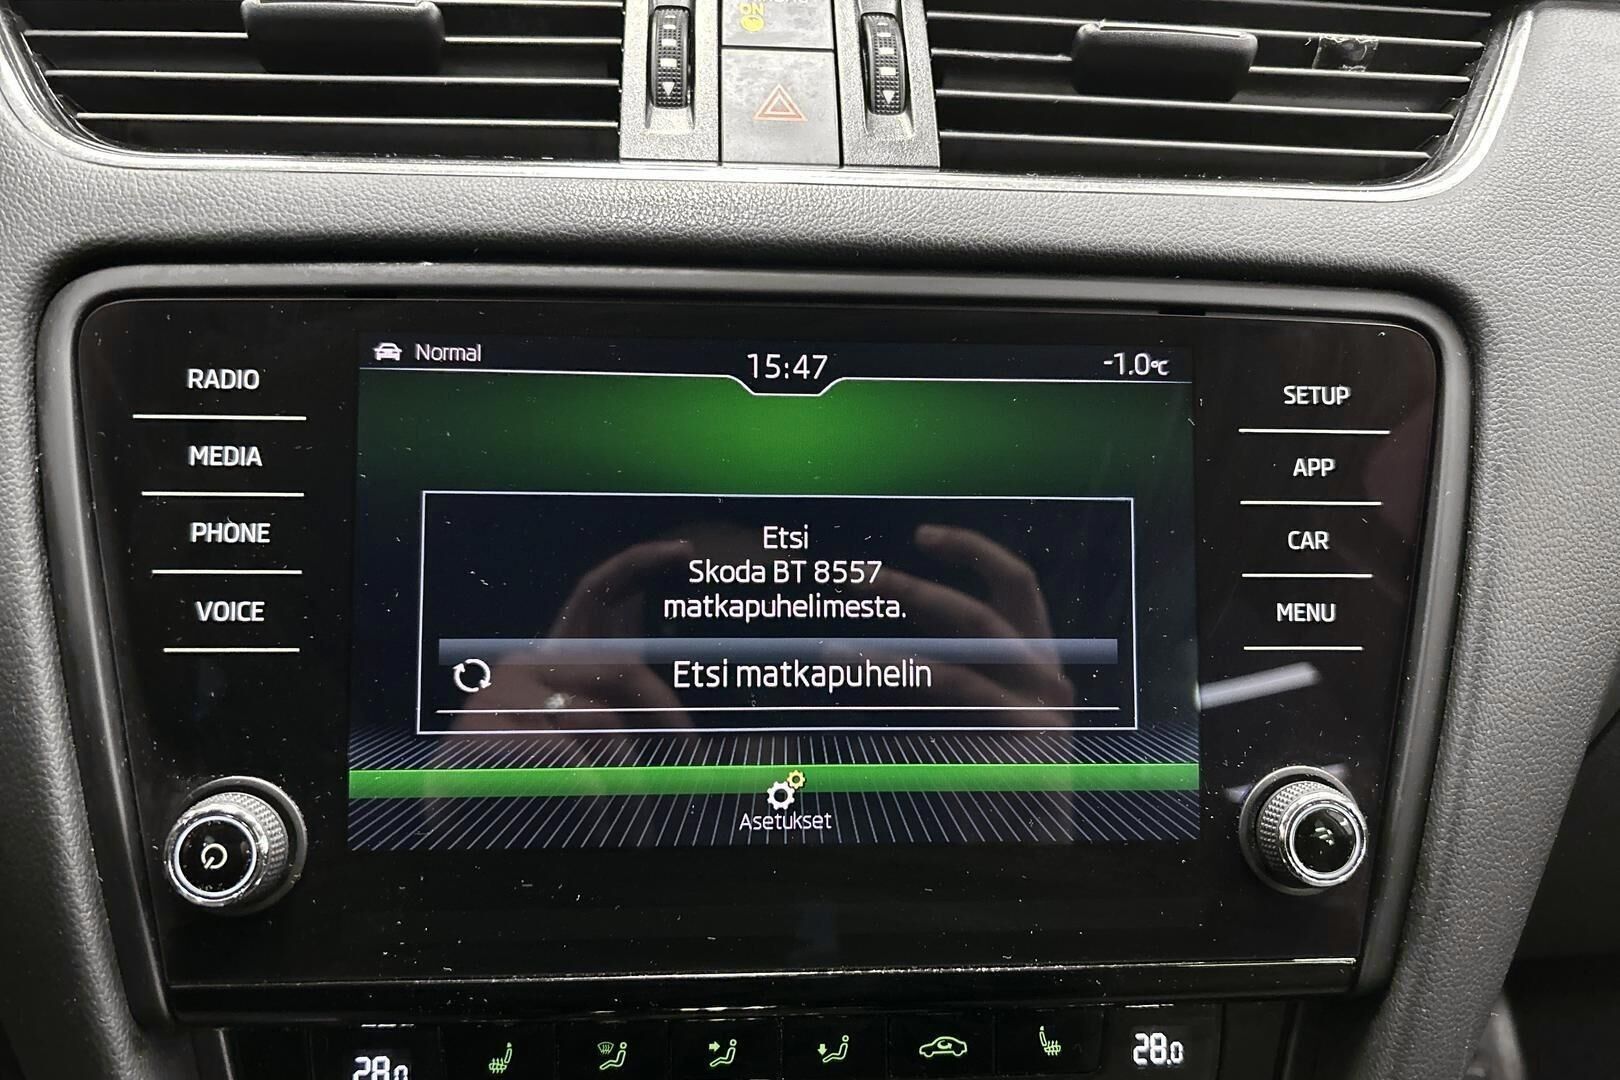 ON
Normal
15:47
-1.0°C
RADIO
MEDIA
PHONE
VOICE
SETUP
APP
CAR
MENU
Etsi
Skoda BT 8557
matkapuhelimesta.
Etsi matkapuhelin
Asetukset
28.0
28.0